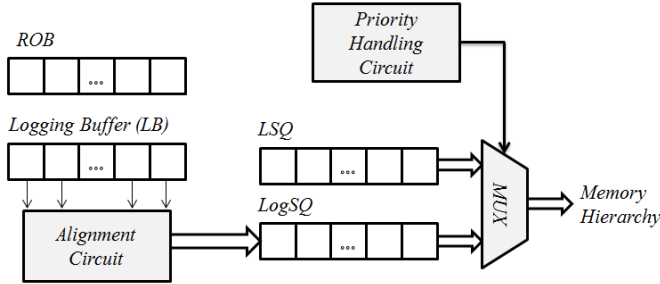 Priority
Handling
Circuit
ROB
...
Logging Buffer (LB)
...
LSQ
...
MUX
Memory
Hierarchy
LogSQ
...
Alignment
Circuit